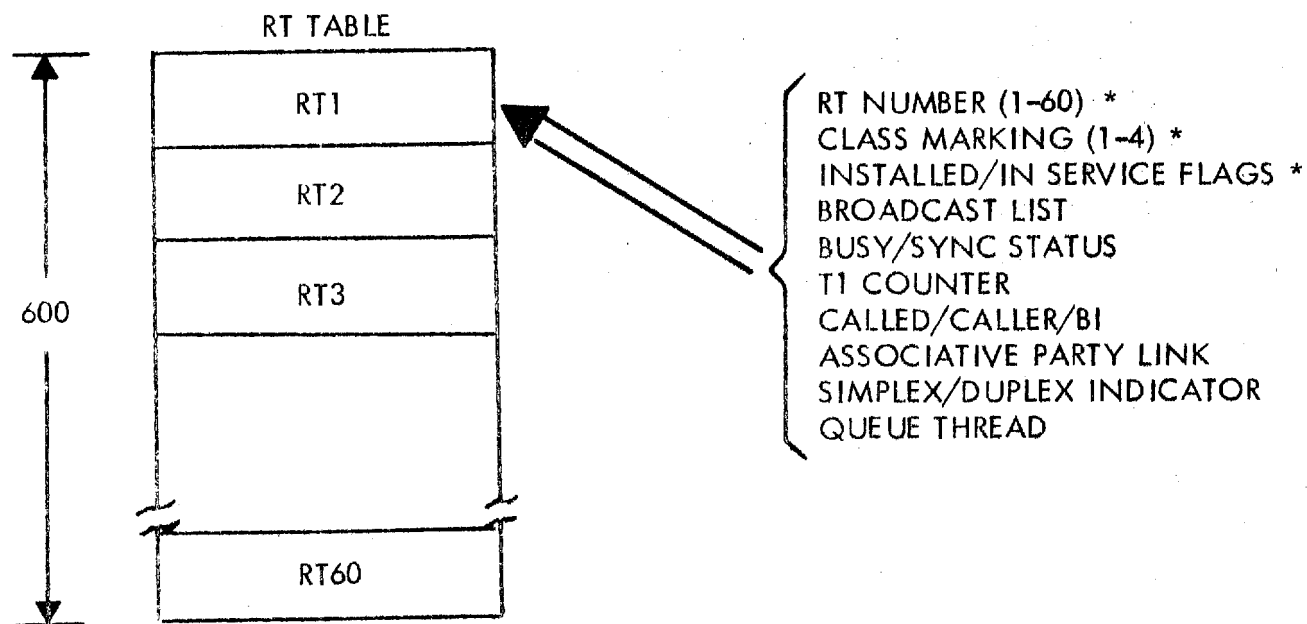 RT TABLE
RT1
RT2
RT3
RT60
600
RT NUMBER (1-60) *
CLASS MARKING (1-4) *
INSTALLED/IN SERVICE FLAGS *
BROADCAST LIST
BUSY/SYNC STATUS
T1 COUNTER
CALLED/CALLER/BI
ASSOCIATIVE PARTY LINK
SIMPLEX/DUPLEX INDICATOR
QUEUE THREAD